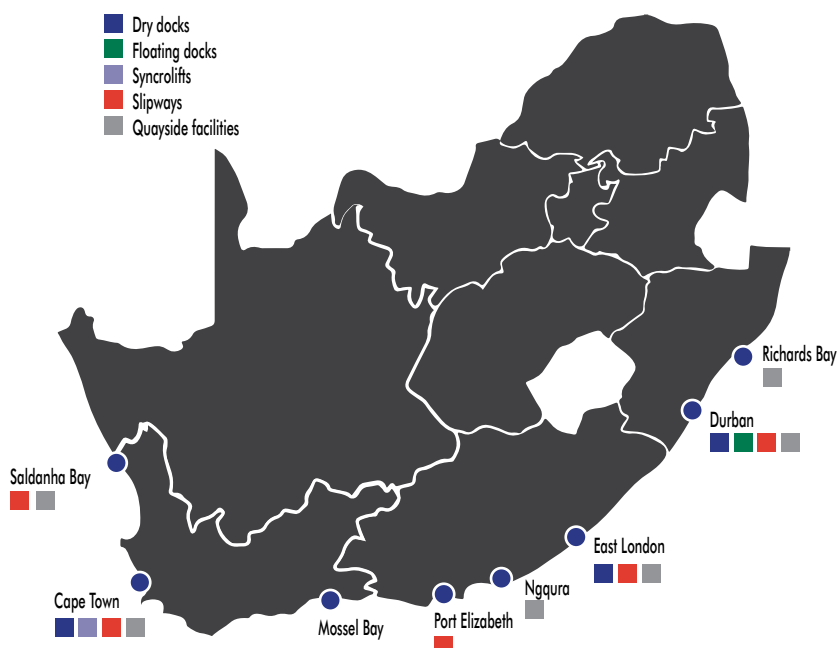 Dry docks
Floating docks
Syncrolifts
Slipways
Quayside facilities
Richards Bay
Durban
Saldanha Bay
East London
Ngqura
Cape Town
Port Elizabeth
Mossel Bay